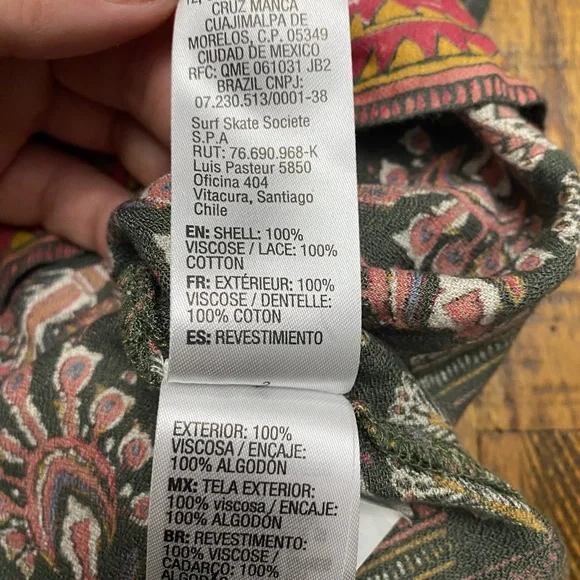 CRUZ MANCA
CUAJIMALPA DE
MORELOS, C.P. 05349
CIUDAD DE MEXICO
RFC: QME 061031 JB2
BRAZIL CNPJ:
07.230.513/0001-38
Surf Skate Societe
S.P.A
RUT: 76.690.968-K
Luis Pasteur 5850
Oficina 404
Vitacura, Santiago
Chile
EN: SHELL: 100%
VISCOSE / LACE: 100%
COTTON
FR: EXTÉRIEUR: 100%
VISCOSE / DENTELLE:
100% COTON
ES: REVESTIMIENTO
EXTERIOR: 100%
VISCOSA / ENCAJE:
100% ALGODÓN
MX: TELA EXTERIOR:
100% viscosa / ENCAJE:
100% ALGODÓN
BR: REVESTIMENTO:
100% VISCOSE /
CADARÇO: 100%
ALGODÃO